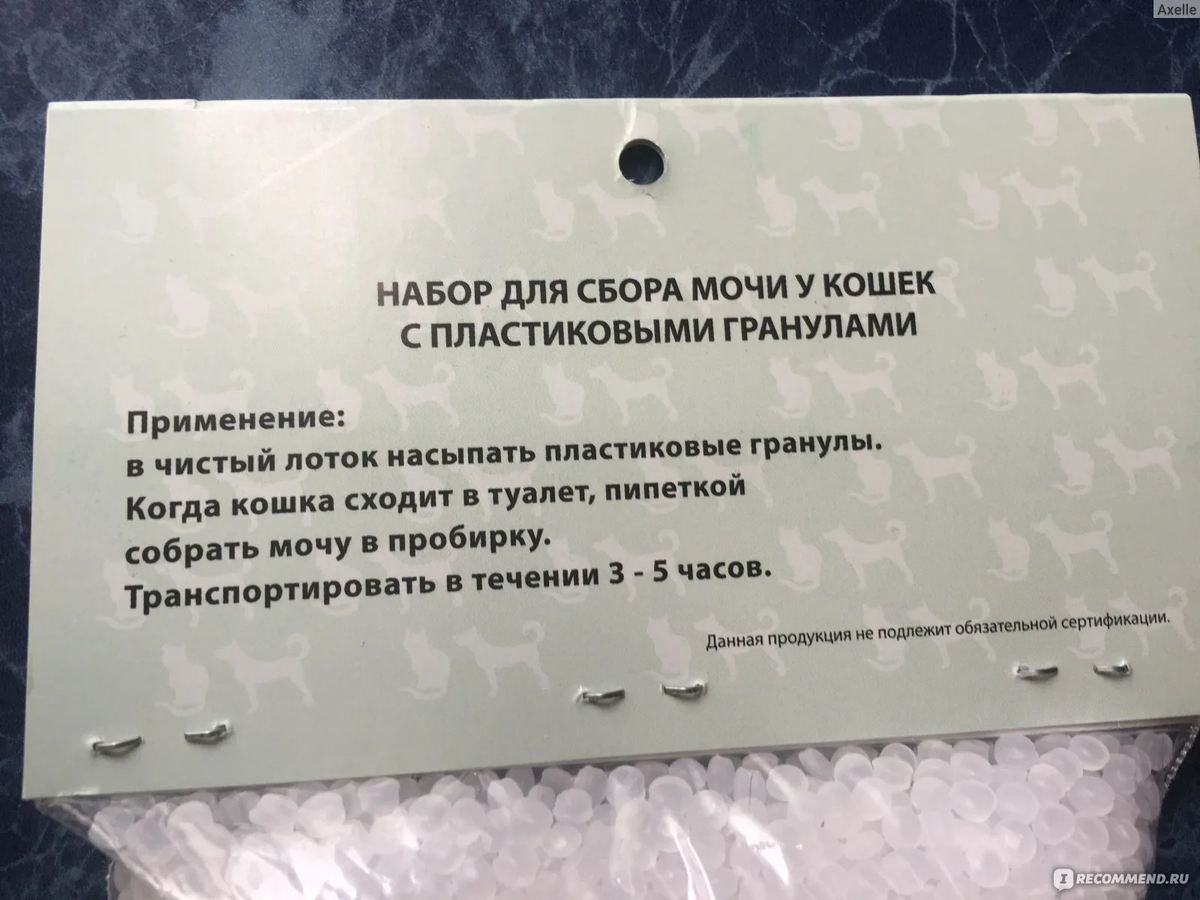 Axelle
НАБОР ДЛЯ СБОРА МОЧИ У КОШЕК
С ПЛАСТИКОВЫМИ ГРАНУЛАМИ
Применение:
в чистый лоток насыпать пластиковые гранулы.
Когда кошка сходит в туалет, пипеткой
собрать мочу в пробирку.
Транспортировать в течении 3 - 5 часов.
Данная продукция не подлежит обязательной сертификации.
IRECOMMEND.RU